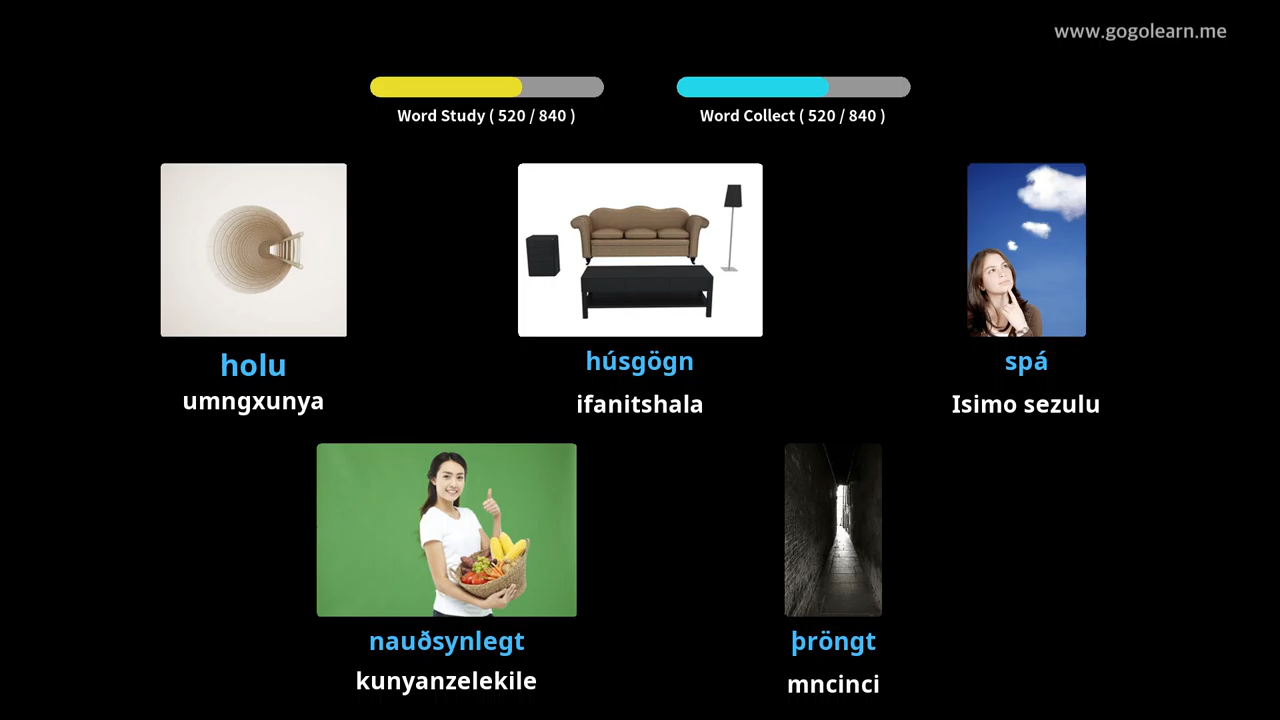 www.gogolearn.me
Word Study ( 520 / 840 )
Word Collect ( 520 / 840 )
holu
umngxunya
húsgögn
ifanitshala
spá
Isimo sezulu
nauðsynlegt
kunyanzelekile
þröngt
mncinci